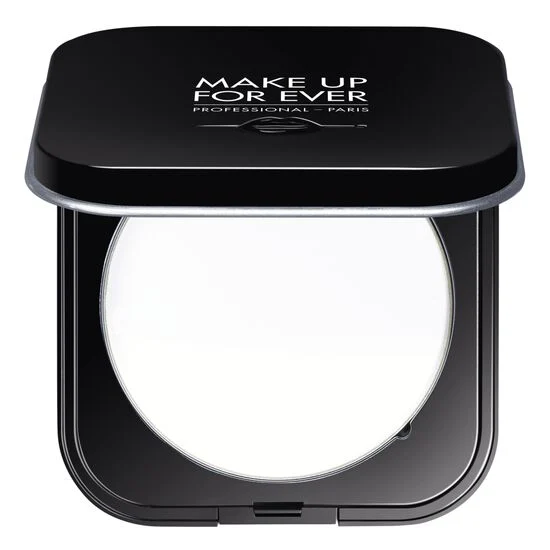 MAKE UP
FOR EVER
PROFESSIONAL – PARIS